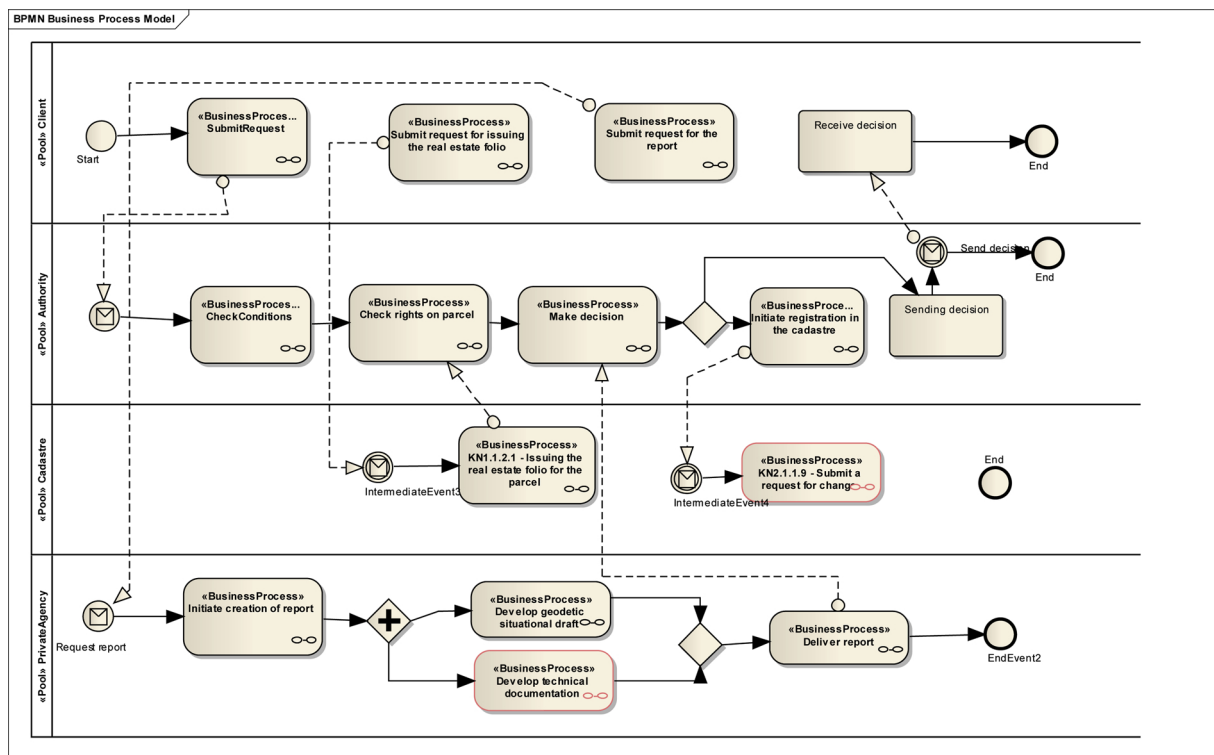 BPMN Business Process Model
«Pool» Client
Start
«BusinessProces...
SubmitRequest
«BusinessProcess»
Submit request for issuing
the real estate folio
«BusinessProcess»
Submit request for the
report
Receive decision
End
«Pool» Authority
«BusinessProces...
CheckConditions
«BusinessProcess»
Check rights on parcel
«BusinessProcess»
Make decision
«BusinessProce...
Initiate registration in
the cadastre
Sending decision
Send decision
End
«Pool» Cadastre
IntermediateEvent3
«BusinessProcess»
KN1.1.2.1 - Issuing the
real estate folio for the
parcel
IntermediateEvent4
«BusinessProcess»
KN2.1.1.9 - Submit a
request for change
End
«Pool» PrivateAgency
Request report
«BusinessProcess»
Initiate creation of report
«BusinessProcess»
Develop geodetic
situational draft
«BusinessProcess»
Develop technical
documentation
«BusinessProcess»
Deliver report
EndEvent2